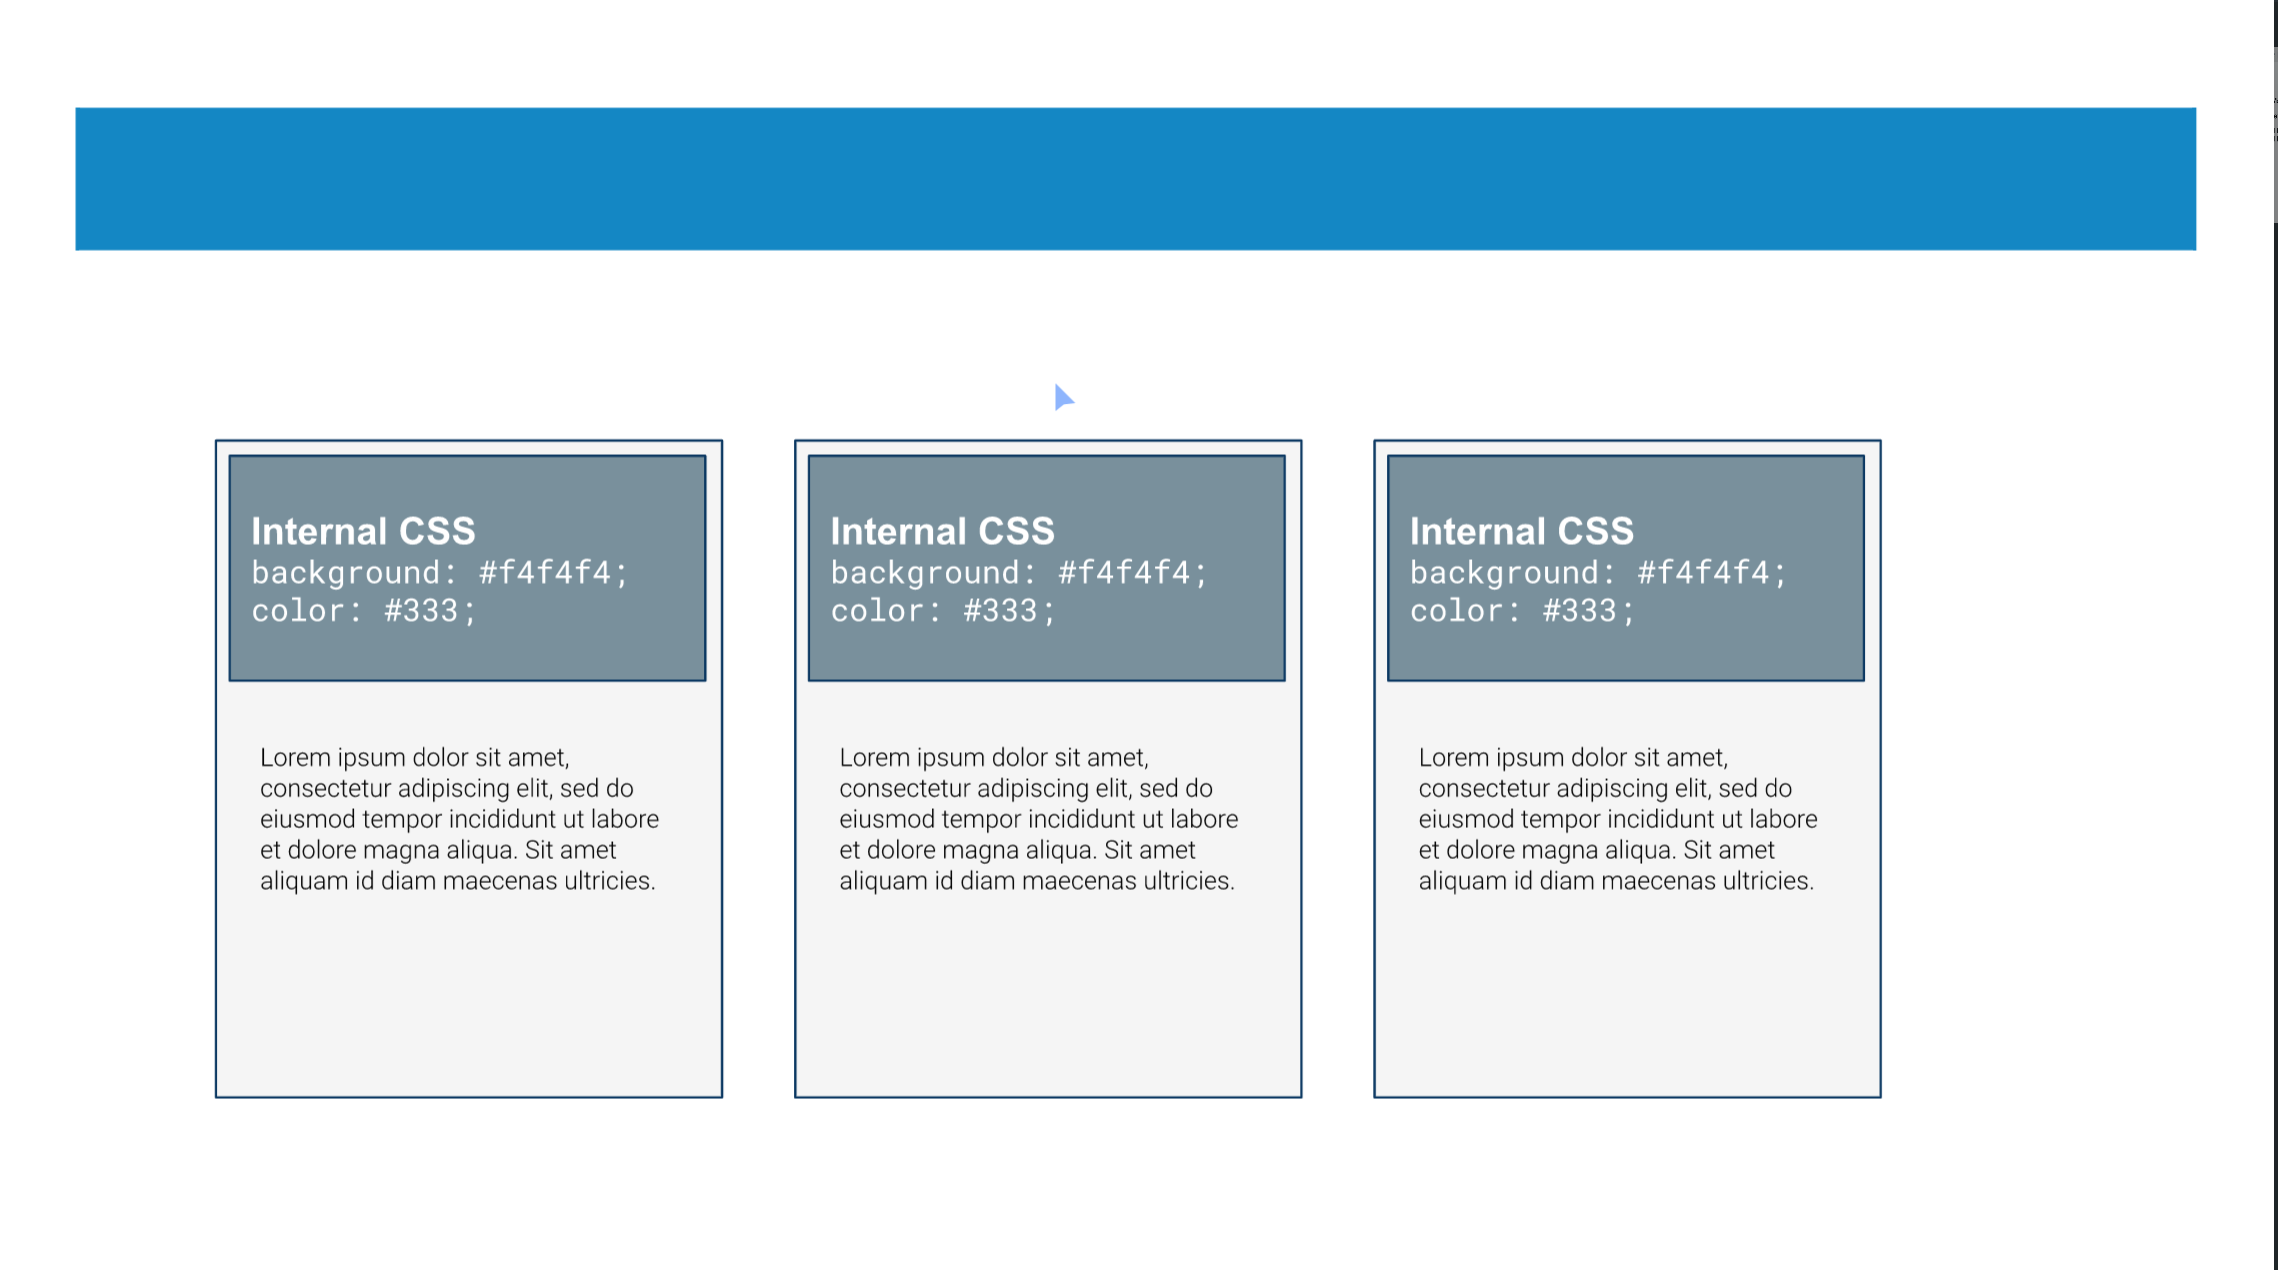 Internal CSS
background: #f4f4f4;
color: #333;
Lorem ipsum dolor sit amet,
consectetur adipiscing elit, sed do
eiusmod tempor incididunt ut labore
et dolore magna aliqua. Sit amet
aliquam id diam maecenas ultricies.
Internal CSS
background: #f4f4f4;
color: #333;
Lorem ipsum dolor sit amet,
consectetur adipiscing elit, sed do
eiusmod tempor incididunt ut labore
et dolore magna aliqua. Sit amet
aliquam id diam maecenas ultricies.
Internal CSS
background: #f4f4f4;
color: #333;
Lorem ipsum dolor sit amet,
consectetur adipiscing elit, sed do
eiusmod tempor incididunt ut labore
et dolore magna aliqua. Sit amet
aliquam id diam maecenas ultricies.